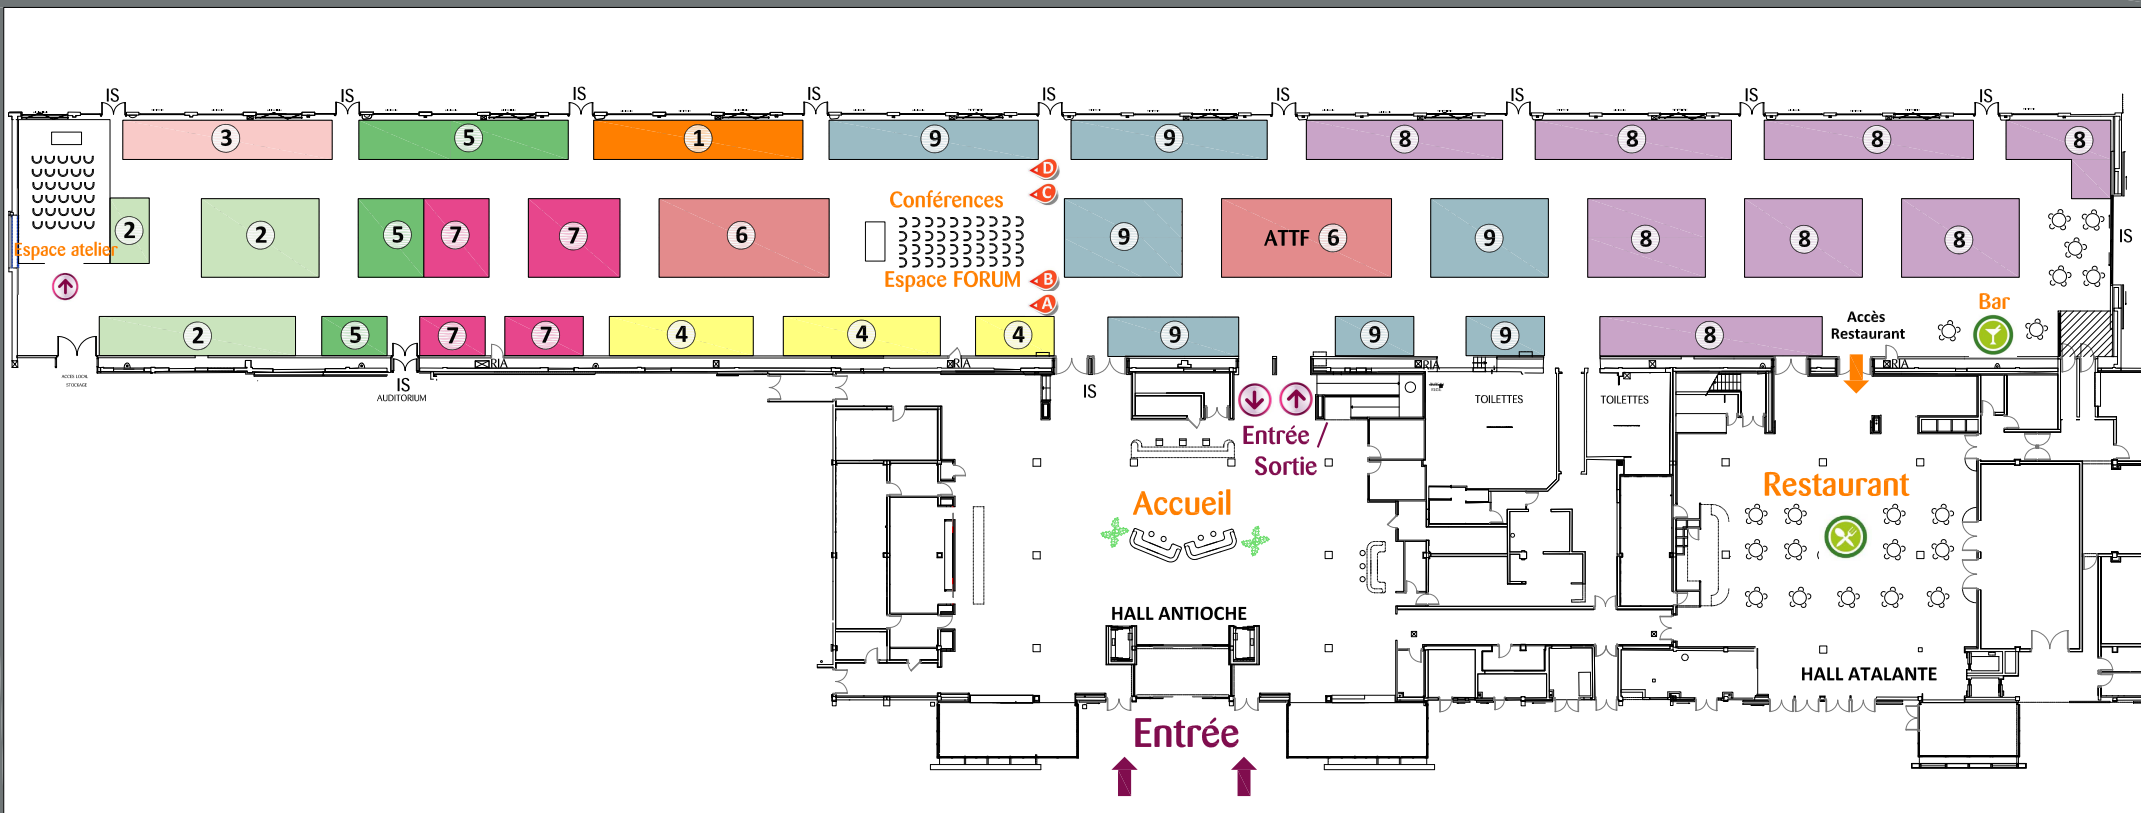 IS IS IS IS IS IS IS IS IS
3 5 1 9 9 8 8 8 8
D
C
Conférences
2 2 5 7 7 6 9 ATTF 6 9 8 8 8
IS
Espace atelier
Espace FORUM
B
A
Bar
2 5 7 7 4 4 4 9 9 9 8
Accès
Restaurant
RIA RIA RIA RIA
ACCES LOCAL
STOCKAGE
IS
AUDITORIUM
IS
TOILETTES TOILETTES
Entrée /
Sortie
Restaurant
Accueil
HALL ANTIOCHE
HALL ATALANTE
Entrée